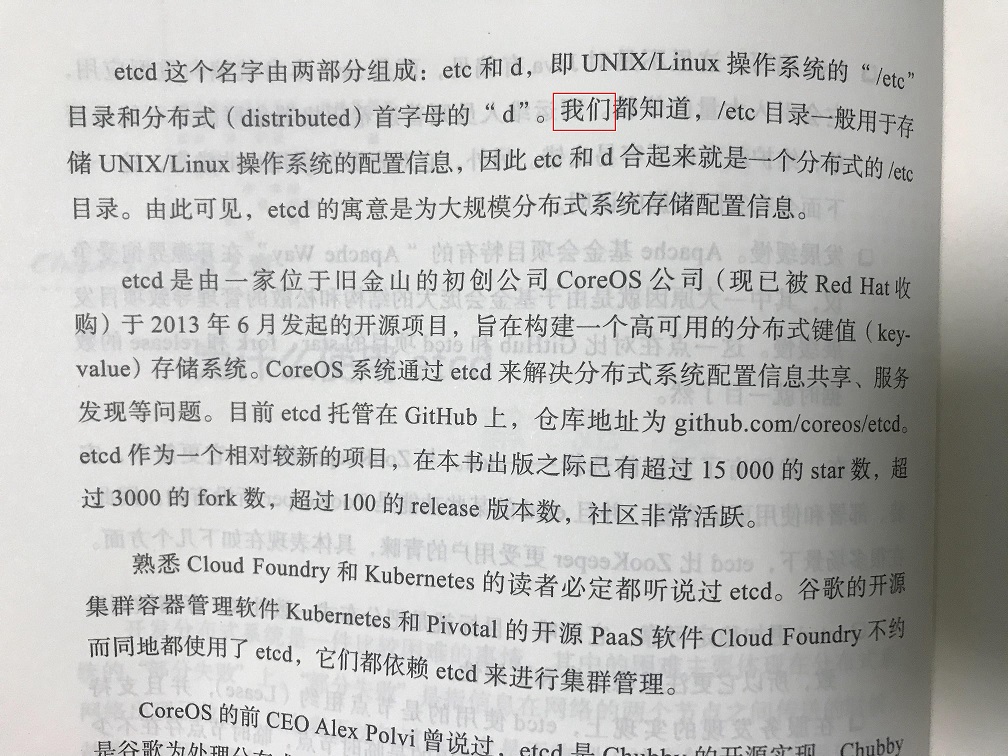 etcd 这个名字由两部分组成：etc 和 d，即 UNIX/Linux 操作系统的“/etc”
目录和分布式（distributed）首字母的“d”。我们都知道，/etc 目录一般用于存
储 UNIX/Linux 操作系统的配置信息，因此 etc 和 d 合起来就是一个分布式的 /etc
目录。由此可见，etcd 的寓意是为大规模分布式系统存储配置信息。
etcd 是由一家位于旧金山的初创公司 CoreOS 公司（现已被 Red Hat 收
购）于 2013 年 6 月发起的开源项目，旨在构建一个高可用的分布式键值（key-
value）存储系统。CoreOS 系统通过 etcd 来解决分布式系统配置信息共享、服务
发现等问题。目前 etcd 托管在 GitHub 上，仓库地址为 github.com/coreos/etcd。
etcd 作为一个相对较新的项目，在本书出版之际已有超过 15 000 的 star 数，超
过 3000 的 fork 数，超过 100 的 release 版本数，社区非常活跃。
熟悉 Cloud Foundry 和 Kubernetes 的读者必定都听说过 etcd。谷歌的开源
集群容器管理软件 Kubernetes 和 Pivotal 的开源 PaaS 软件 Cloud Foundry 不约
而同地都使用了 etcd，它们都依赖 etcd 来进行集群管理。
CoreOS 的前 CEO Alex Polvi 曾说过，etcd 是 Chubby 的开源实现，Chubby
是谷歌为处理分布式